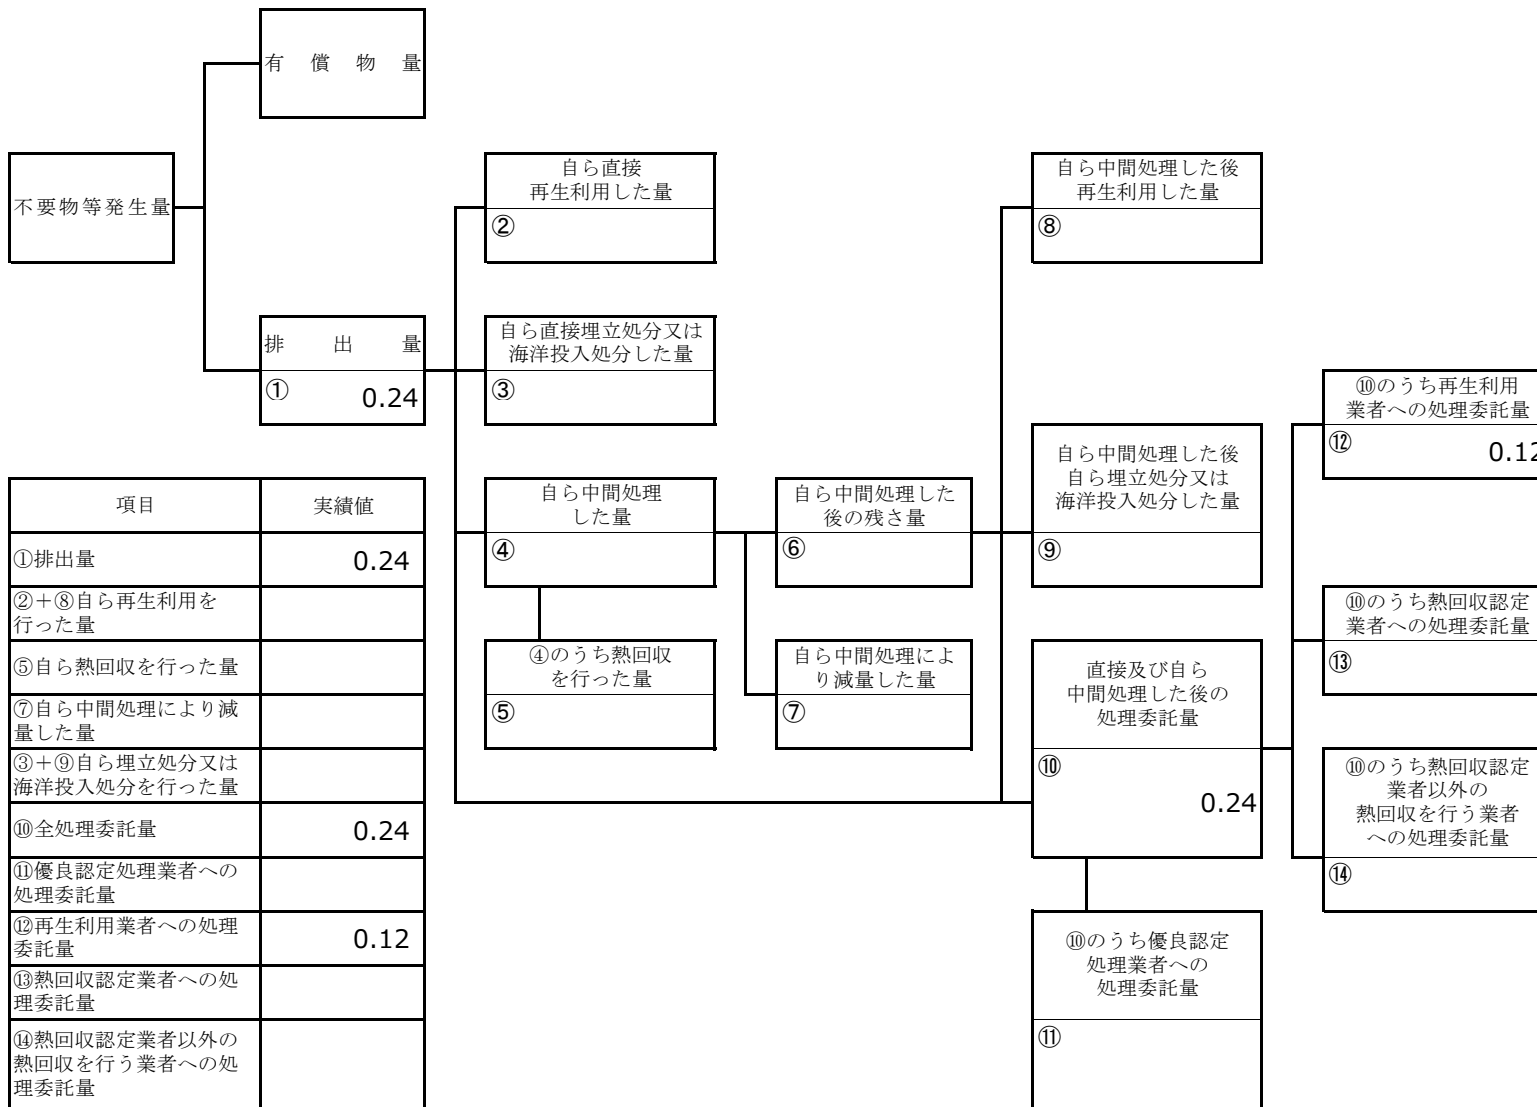 有償物量
不要物等発生量
自ら直接
再生利用した量
②
自ら中間処理した後
再生利用した量
⑧
排出量
① 0.24
自ら直接埋立処分又は
海洋投入処分した量
③
⑩のうち再生利用
業者への処理委託量
⑫ 0.12
自ら中間処理した後
自ら埋立処分又は
海洋投入処分した量
⑨
自ら中間処理
した量
④
自ら中間処理した
後の残さ量
⑥
④のうち熱回収
を行った量
⑤
自ら中間処理によ
り減量した量
⑦
直接及び自ら
中間処理した後の
処理委託量
⑩
0.24
⑩のうち熱回収認定
業者への処理委託量
⑬
⑩のうち熱回収認定
業者以外の
熱回収を行う業者
への処理委託量
⑭
⑩のうち優良認定
処理業者への
処理委託量
⑪
項目 実績値
①排出量 0.24
②+⑧自ら再生利用を
行った量
⑤自ら熱回収を行った量
⑦自ら中間処理により減
量した量
③+⑨自ら埋立処分又は
海洋投入処分を行った量
⑩全処理委託量 0.24
⑪優良認定処理業者への
処理委託量
⑫再生利用業者への処理
委託量 0.12
⑬熱回収認定業者への処
理委託量
⑭熱回収認定業者以外の
熱回収を行う業者への処
理委託量